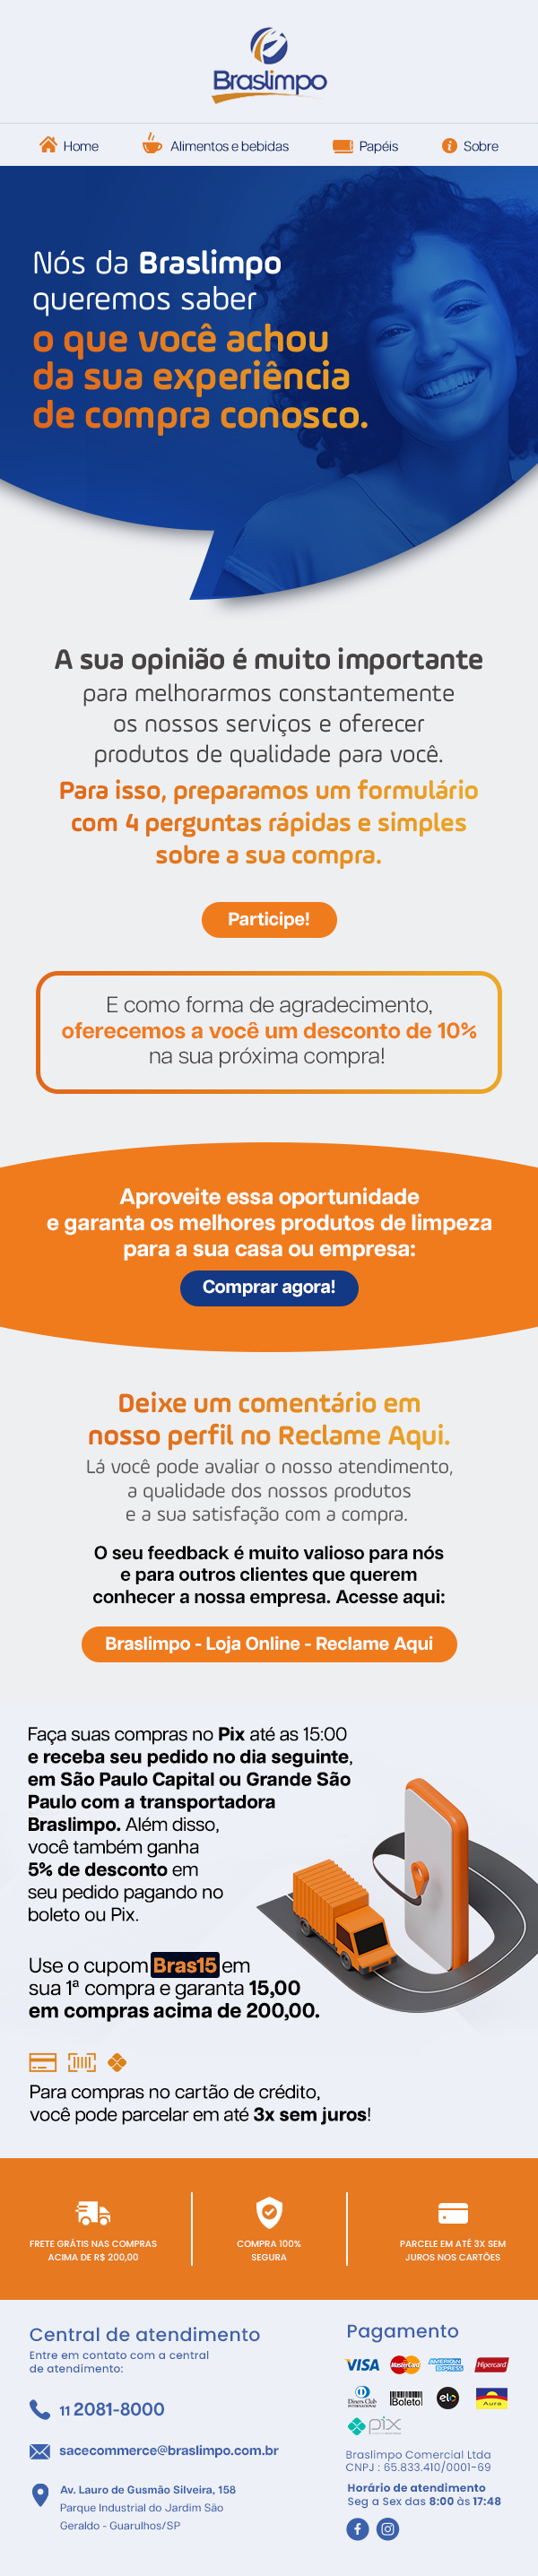 Braslimpo
Home
Alimentos e bebidas
Papéis
Sobre
Nós da Braslimpo
queremos saber
o que você achou
da sua experiência
de compra conosco.
A sua opinião é muito importante
para melhorarmos constantemente
os nossos serviços e oferecer
produtos de qualidade para você.
Para isso, preparamos um formulário
com 4 perguntas rápidas e simples
sobre a sua compra.
Participe!
E como forma de agradecimento,
oferecemos a você um desconto de 10%
na sua próxima compra!
Aproveite essa oportunidade
e garanta os melhores produtos de limpeza
para a sua casa ou empresa:
Comprar agora!
Deixe um comentário em
nosso perfil no Reclame Aqui.
Lá você pode avaliar o nosso atendimento,
a qualidade dos nossos produtos
e a sua satisfação com a compra.
O seu feedback é muito valioso para nós
e para outros clientes que querem
conhecer a nossa empresa. Acesse aqui:
Braslimpo - Loja Online - Reclame Aqui
Faça suas compras no Pix até as 15:00
e receba seu pedido no dia seguinte,
em São Paulo Capital ou Grande São
Paulo com a transportadora
Braslimpo. Além disso,
você também ganha
5% de desconto em
seu pedido pagando no
boleto ou Pix.
Use o cupom Bras15 em
sua 1ª compra e garanta 15,00
em compras acima de 200,00.
Para compras no cartão de crédito,
você pode parcelar em até 3x sem juros!
FRETE GRÁTIS NAS COMPRAS
ACIMA DE R$ 200,00
COMPRA 100%
SEGURA
PARCELE EM ATÉ 3X SEM
JUROS NOS CARTÕES
Central de atendimento
Entre em contato com a central
de atendimento:
11 2081-8000
sacecommerce@braslimpo.com.br
Av. Lauro de Gusmão Silveira, 158
Parque Industrial do Jardim São
Geraldo - Guarulhos/SP
Pagamento
VISA
MasterCard
AMERICAN EXPRESS
Hipercard
Diners Club
INTERNATIONAL
Boleto
elo
Aura
pix
Braslimpo Comercial Ltda
CNPJ : 65.833.410/0001-69
Horário de atendimento
Seg a Sex das 8:00 às 17:48